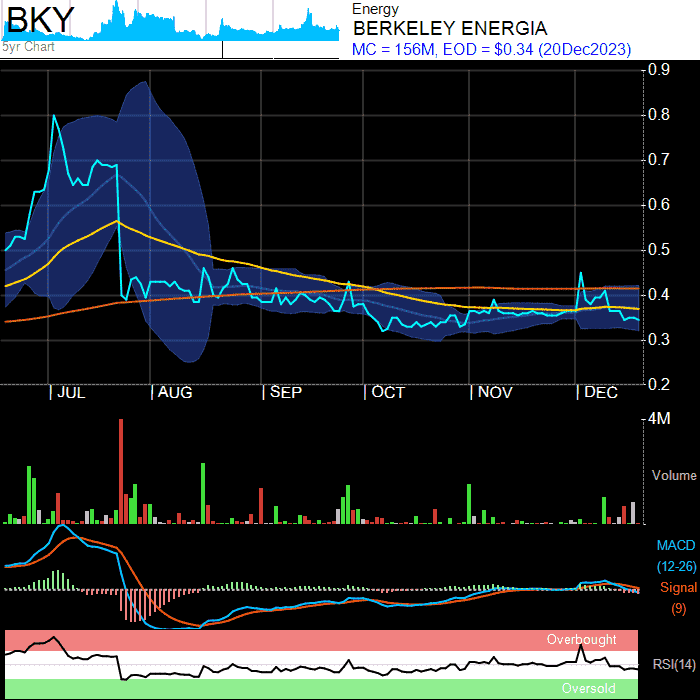 BKY
5yr Chart
Energy
BERKELEY ENERGIA
MC = 156M, EOD = $0.34 (20Dec2023)
0.9
0.8
0.7
0.6
0.5
0.4
0.3
0.2
JUL AUG SEP OCT NOV DEC
4M
Volume
MACD
(12-26)
Signal
(9)
Overbought
RSI(14)
Oversold